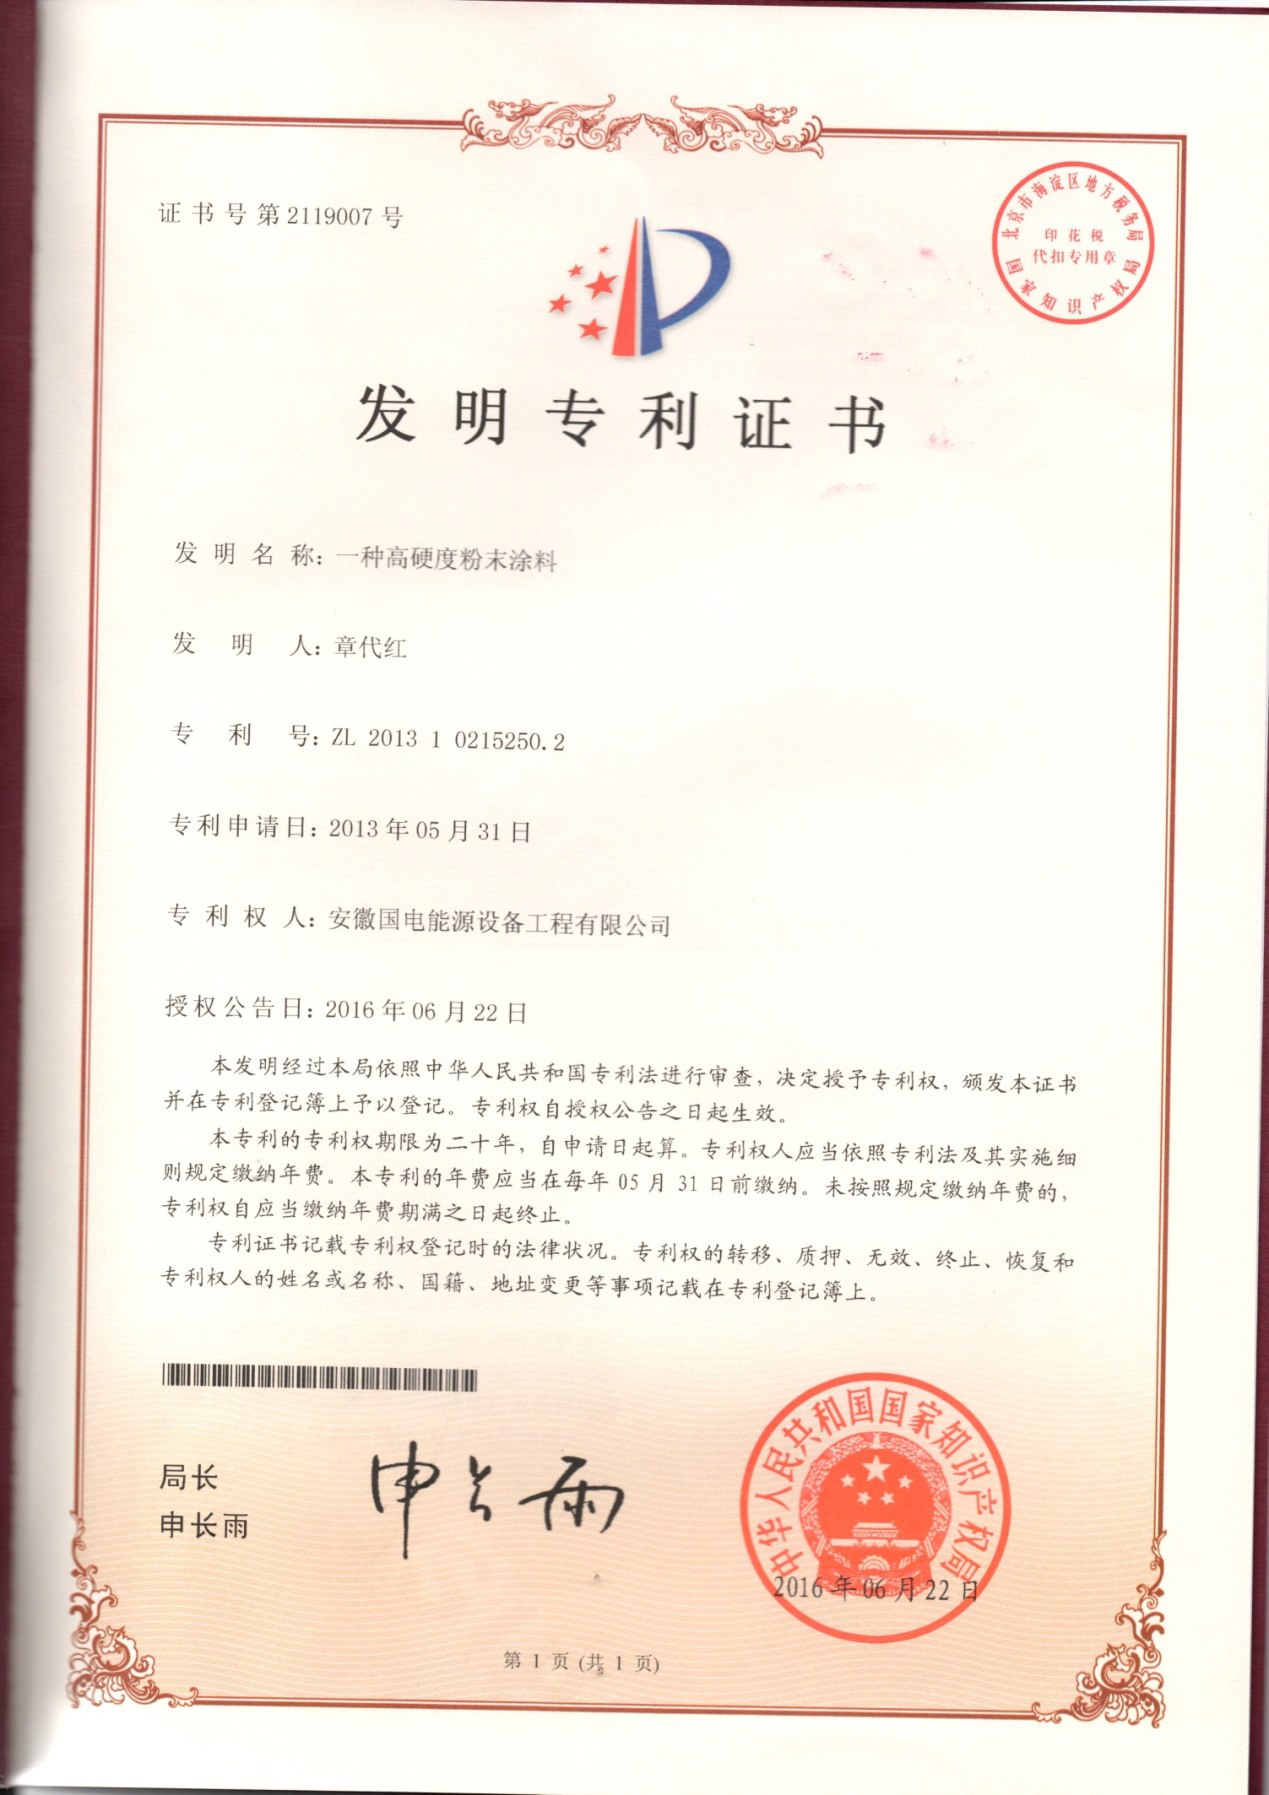 证书号第2119007号
北京市海淀区地方税务局
印花税
代扣专用章
国家知识产权局
发明专利证书
发明名称：一种高硬度粉末涂料
发明人：章代红
专利号：ZL 2013 1 0215250.2
专利申请日：2013年05月31日
专利权人：安徽国电能源设备工程有限公司
授权公告日：2016年06月22日
本发明经过本局依照中华人民共和国专利法进行审查，决定授予专利权，颁发本证书
并在专利登记簿上予以登记。专利权自授权公告之日起生效。
本专利的专利权期限为二十年，自申请日起算。专利权人应当依照专利法及其实施细
则规定缴纳年费。本专利的年费应当在每年05月31日前缴纳。未按照规定缴纳年费的，
专利权自应当缴纳年费期满之日起终止。
专利证书记载专利权登记时的法律状况。专利权的转移、质押、无效、终止、恢复和
专利权人的姓名或名称、国籍、地址变更等事项记载在专利登记簿上。
局长
申长雨
申长雨
中华人民共和国国家知识产权局
2016年06月22日
第1页(共1页)